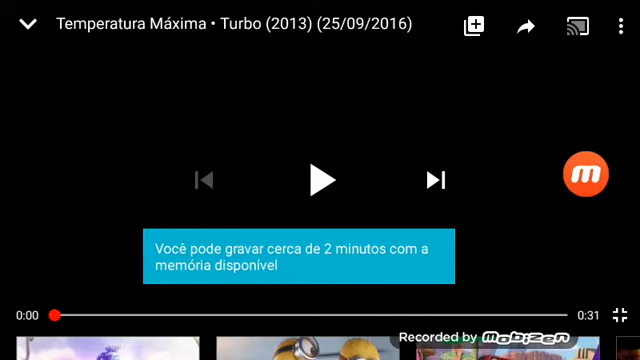 Temperatura Máxima • Turbo (2013) (25/09/2016)
Você pode gravar cerca de 2 minutos com a
memória disponível
0:00
0:31
Recorded by mobizen